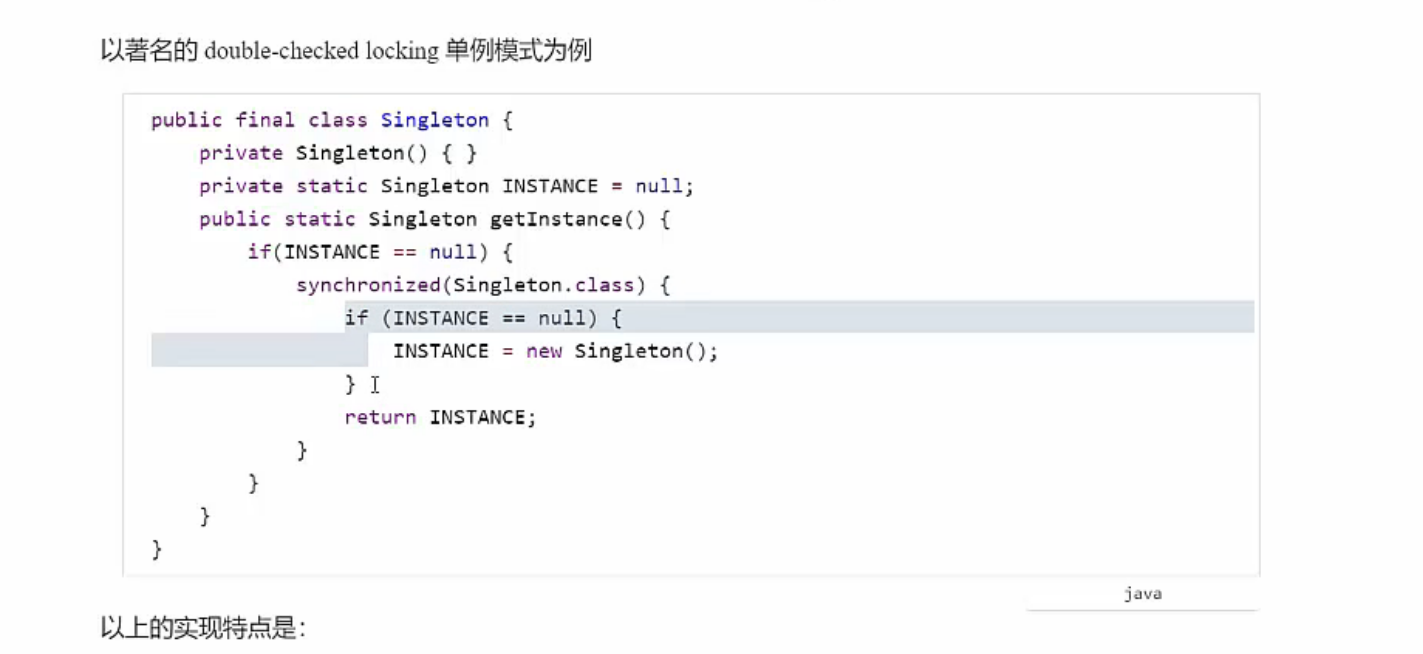 以著名的 double-checked locking 单例模式为例
public final class Singleton {
    private Singleton() { }
    private static Singleton INSTANCE = null;
    public static Singleton getInstance() {
        if(INSTANCE == null) {
            synchronized(Singleton.class) {
                if (INSTANCE == null) {
                    INSTANCE = new Singleton();
                }
                return INSTANCE;
            }
        }
    }
}
java
以上的实现特点是：